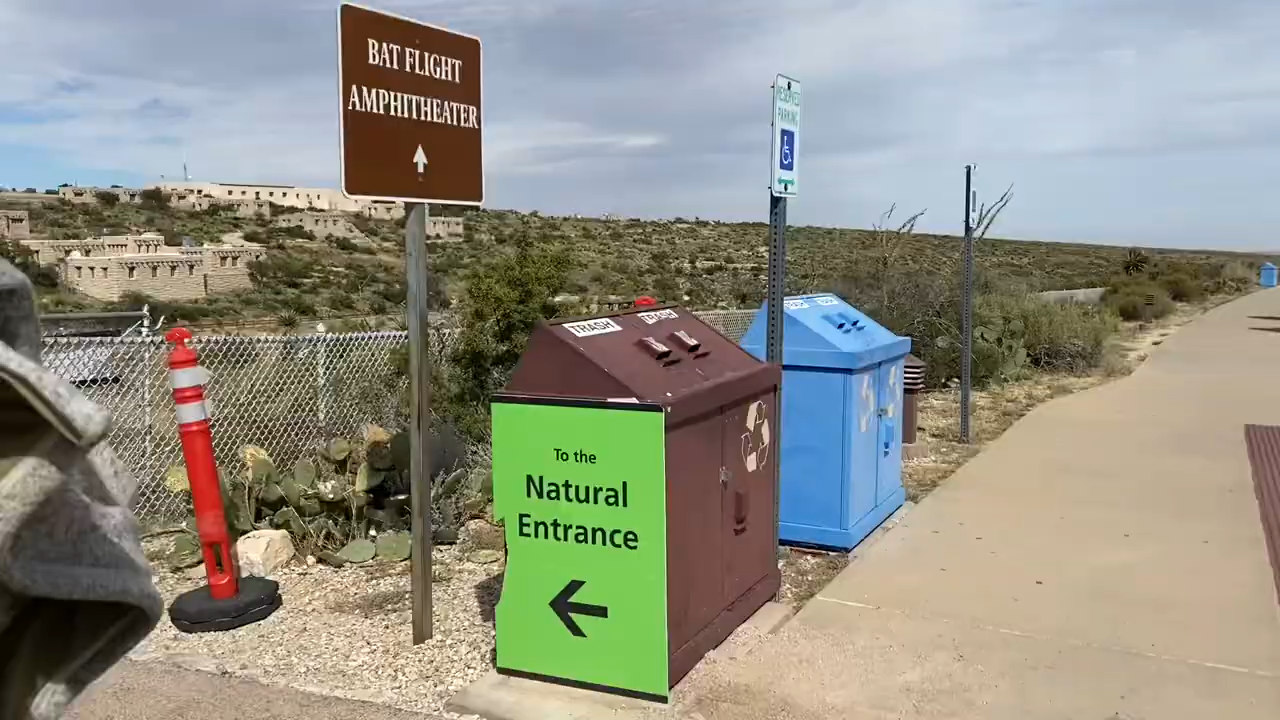 BAT FLIGHT
AMPHITHEATER
RESERVED
PARKING
TRASH
TRASH
To the
Natural
Entrance